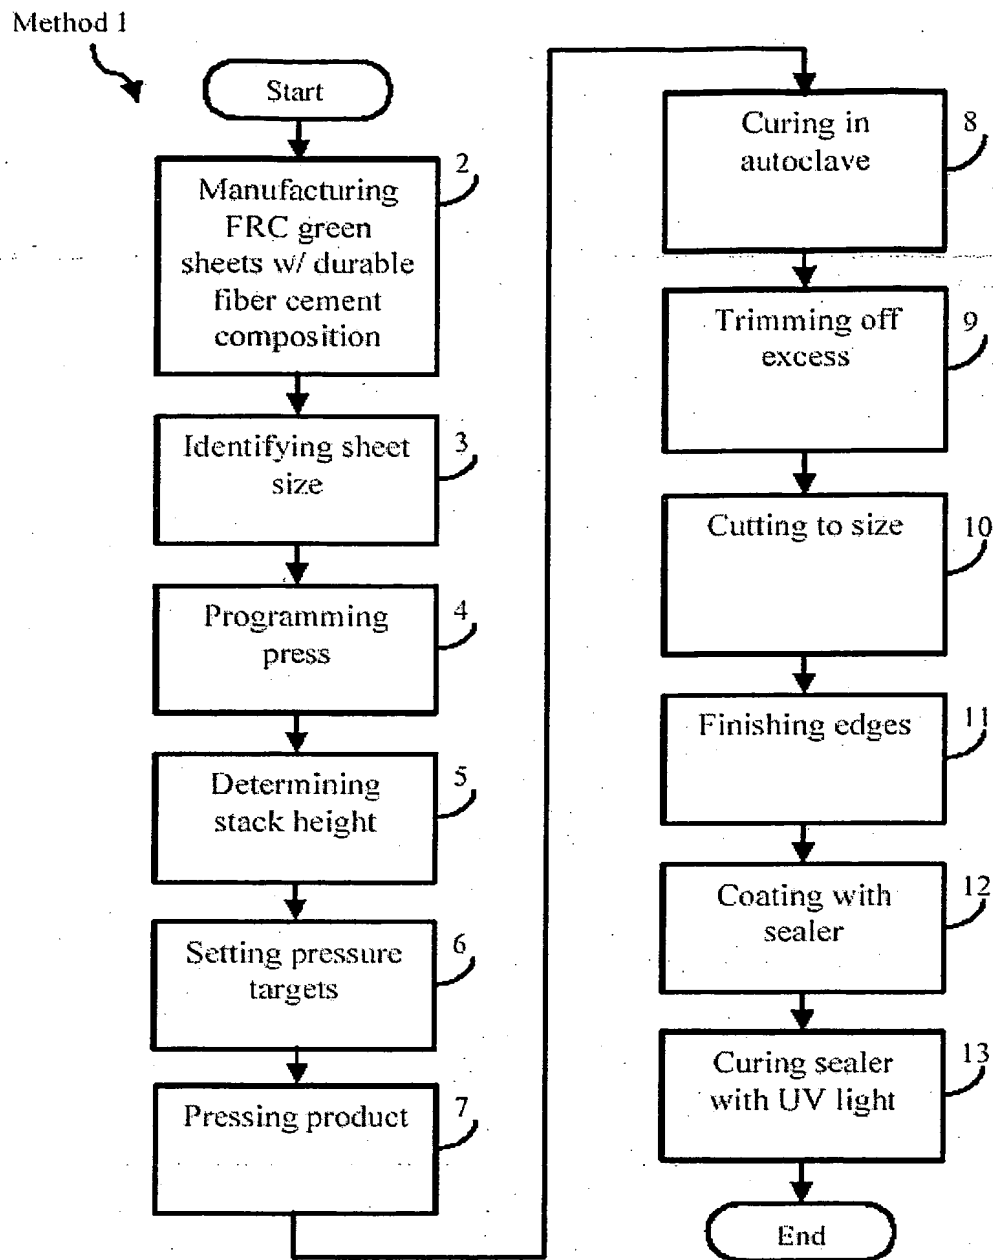 Method 1
Start
Manufacturing
FRC green
sheets w/ durable
fiber cement
composition
2
Identifying sheet
size
3
Programming
press
4
Determining
stack height
5
Setting pressure
targets
6
Pressing product
7
Curing in
autoclave
8
Trimming off
excess
9
Cutting to size
10
Finishing edges
11
Coating with
sealer
12
Curing sealer
with UV light
13
End